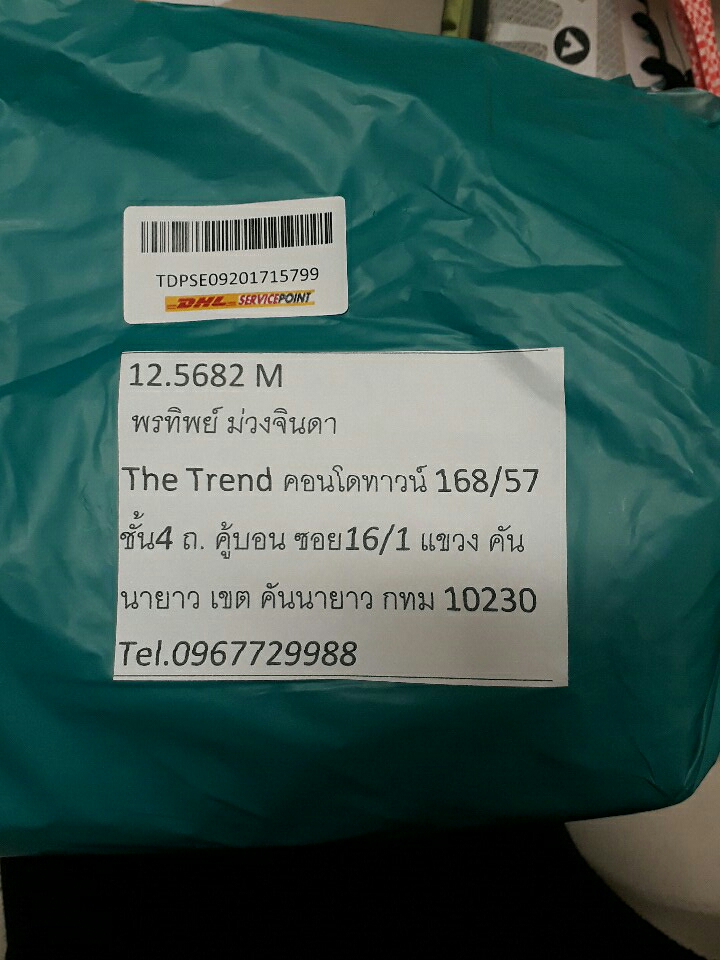 TDPSE09201715799
DHL SERVICEPOINT
12.5682 M
พรทิพย์ ม่วงจินดา
The Trend คอนโดทาวน์ 168/57
ชั้น4 ถ. คู้บอน ซอย16/1 แขวง คัน
นายาว เขต คันนายาว กทม 10230
Tel.0967729988